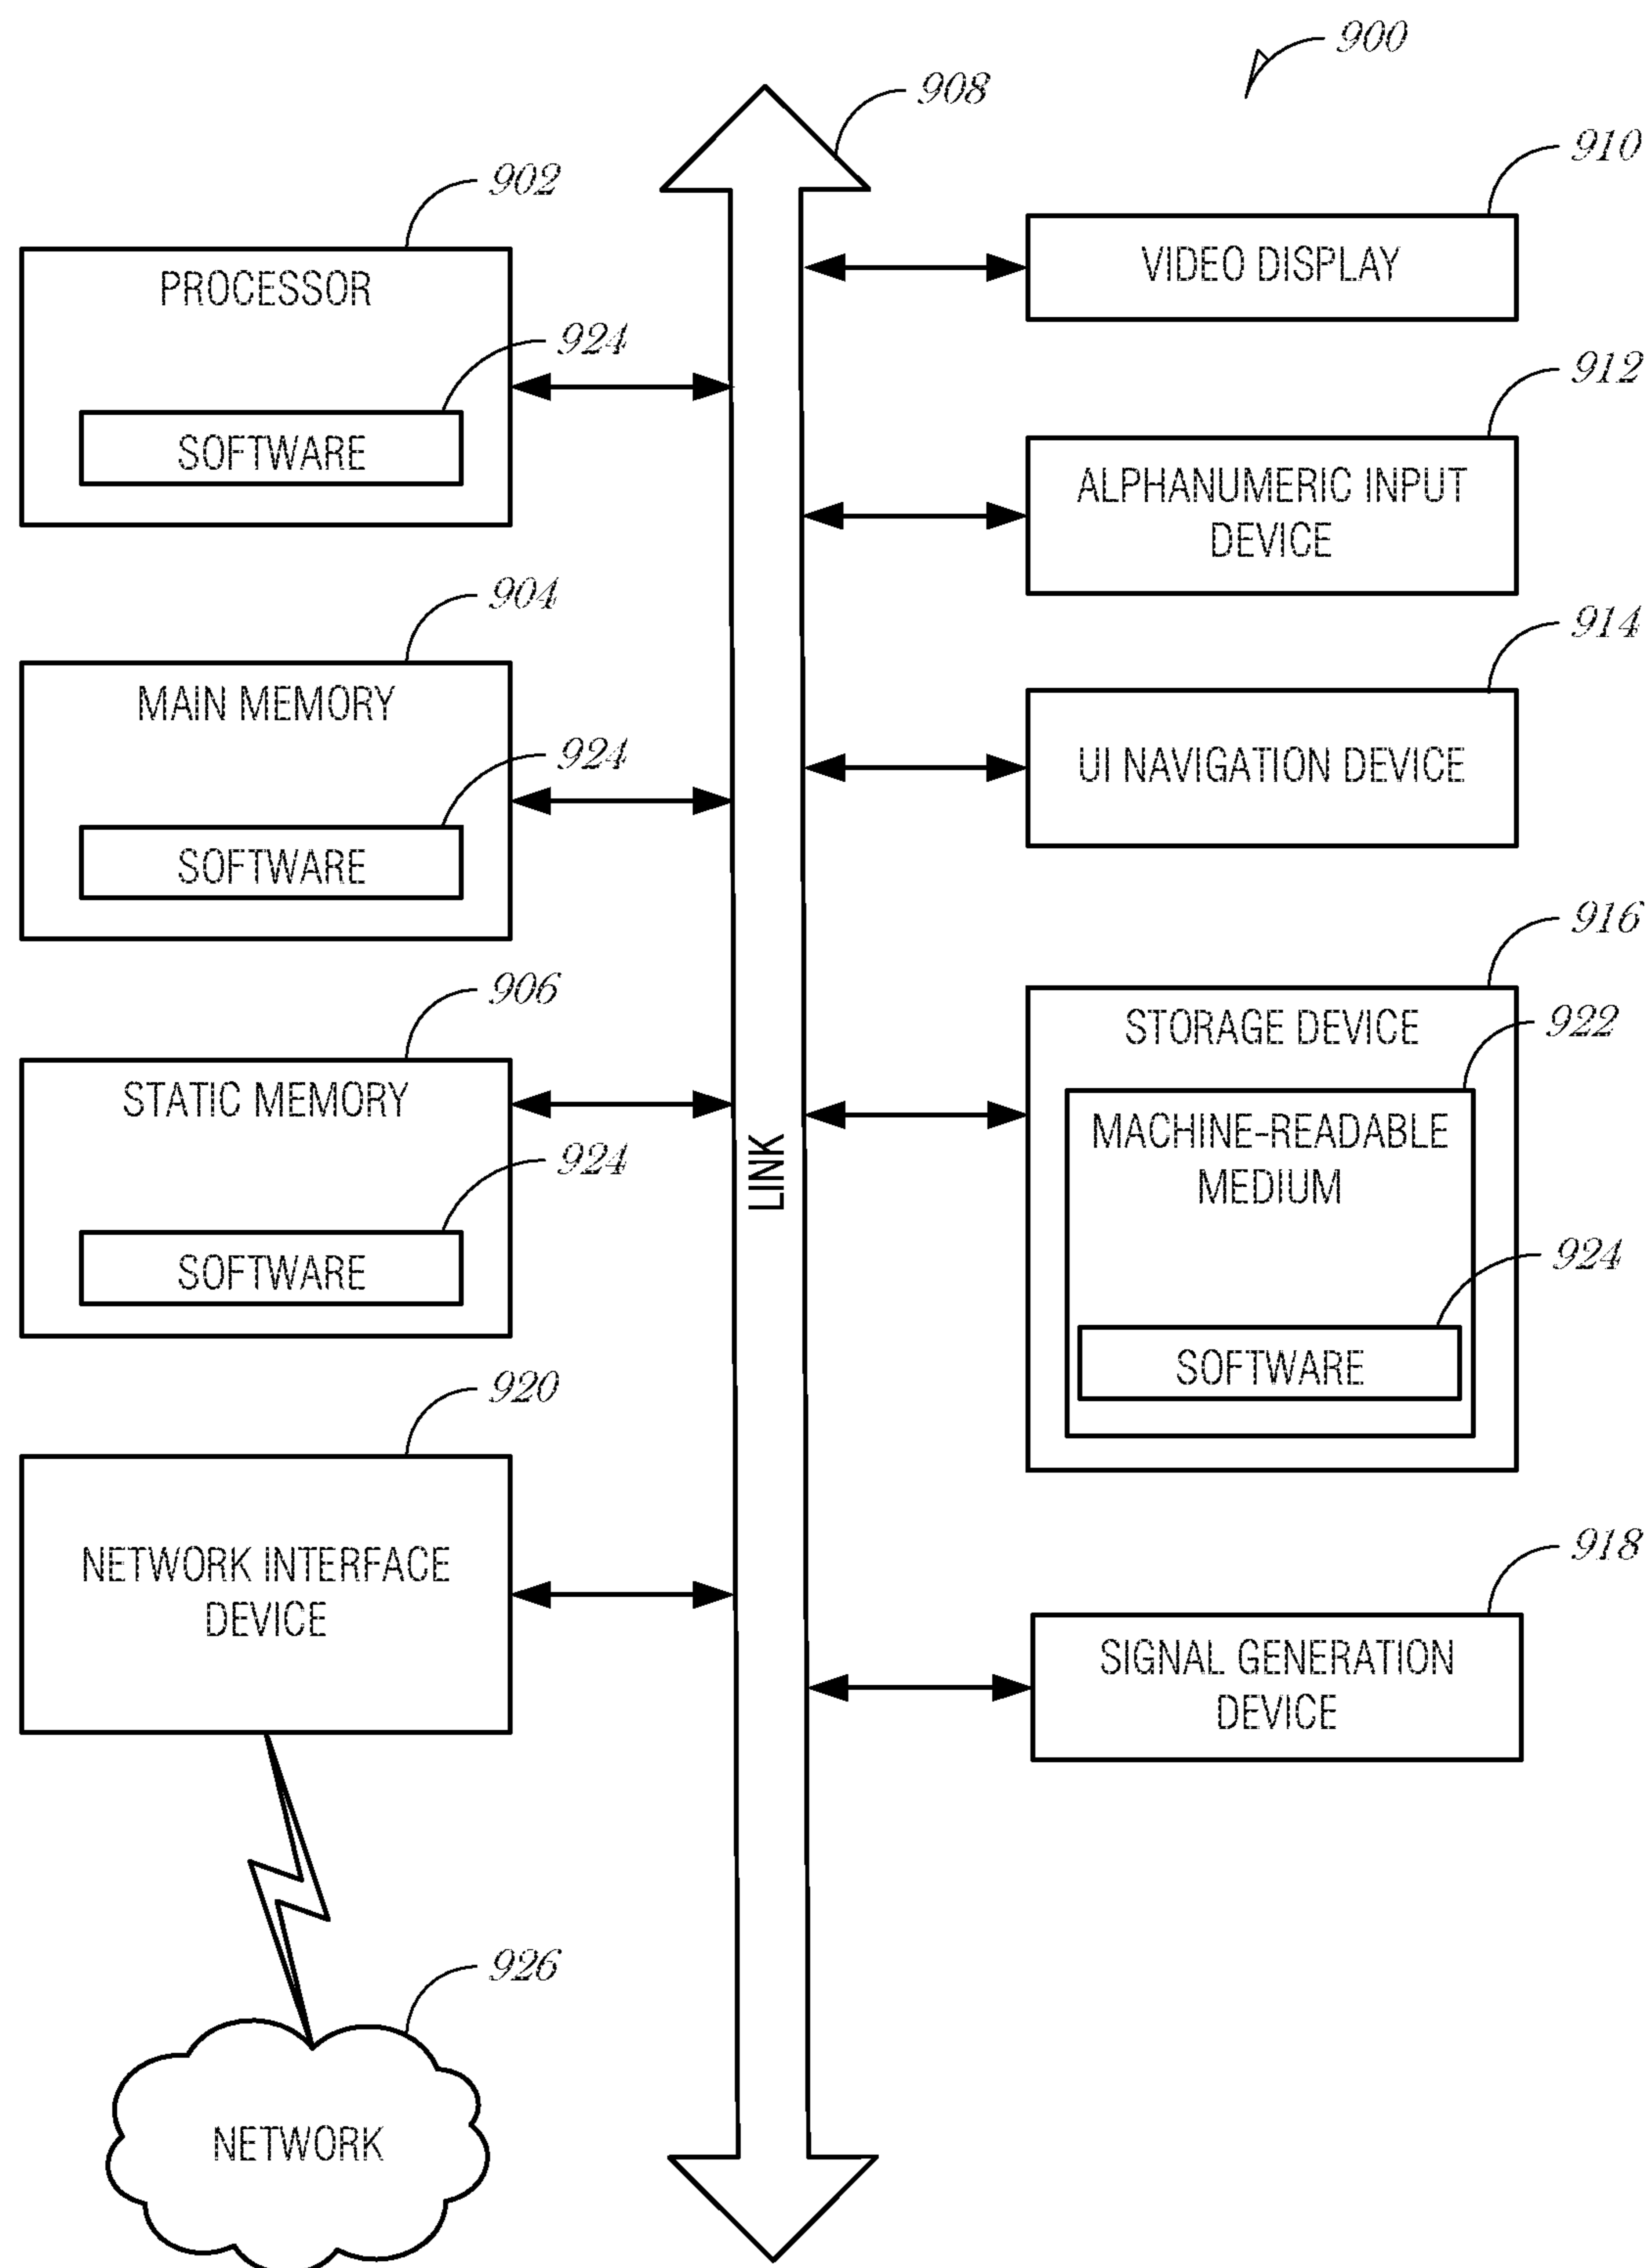 900
908
902
PROCESSOR
924
SOFTWARE
904
MAIN MEMORY
924
SOFTWARE
906
STATIC MEMORY
924
SOFTWARE
920
NETWORK INTERFACE
DEVICE
926
NETWORK
LINK
910
VIDEO DISPLAY
912
ALPHANUMERIC INPUT
DEVICE
914
UI NAVIGATION DEVICE
916
STORAGE DEVICE
922
MACHINE-READABLE
MEDIUM
924
SOFTWARE
918
SIGNAL GENERATION
DEVICE